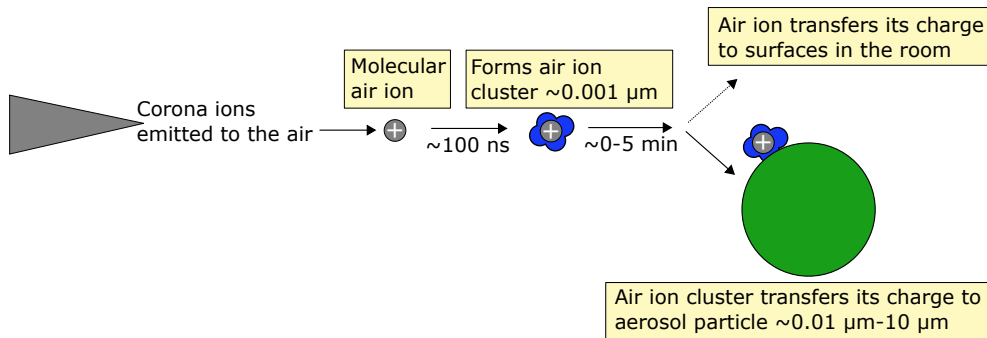 Corona ions
emitted to the air
Molecular
air ion
+
~100 ns
Forms air ion
cluster ~0.001 µm
+
~0-5 min
Air ion transfers its charge
to surfaces in the room
+
Air ion cluster transfers its charge to
aerosol particle ~0.01 µm-10 µm